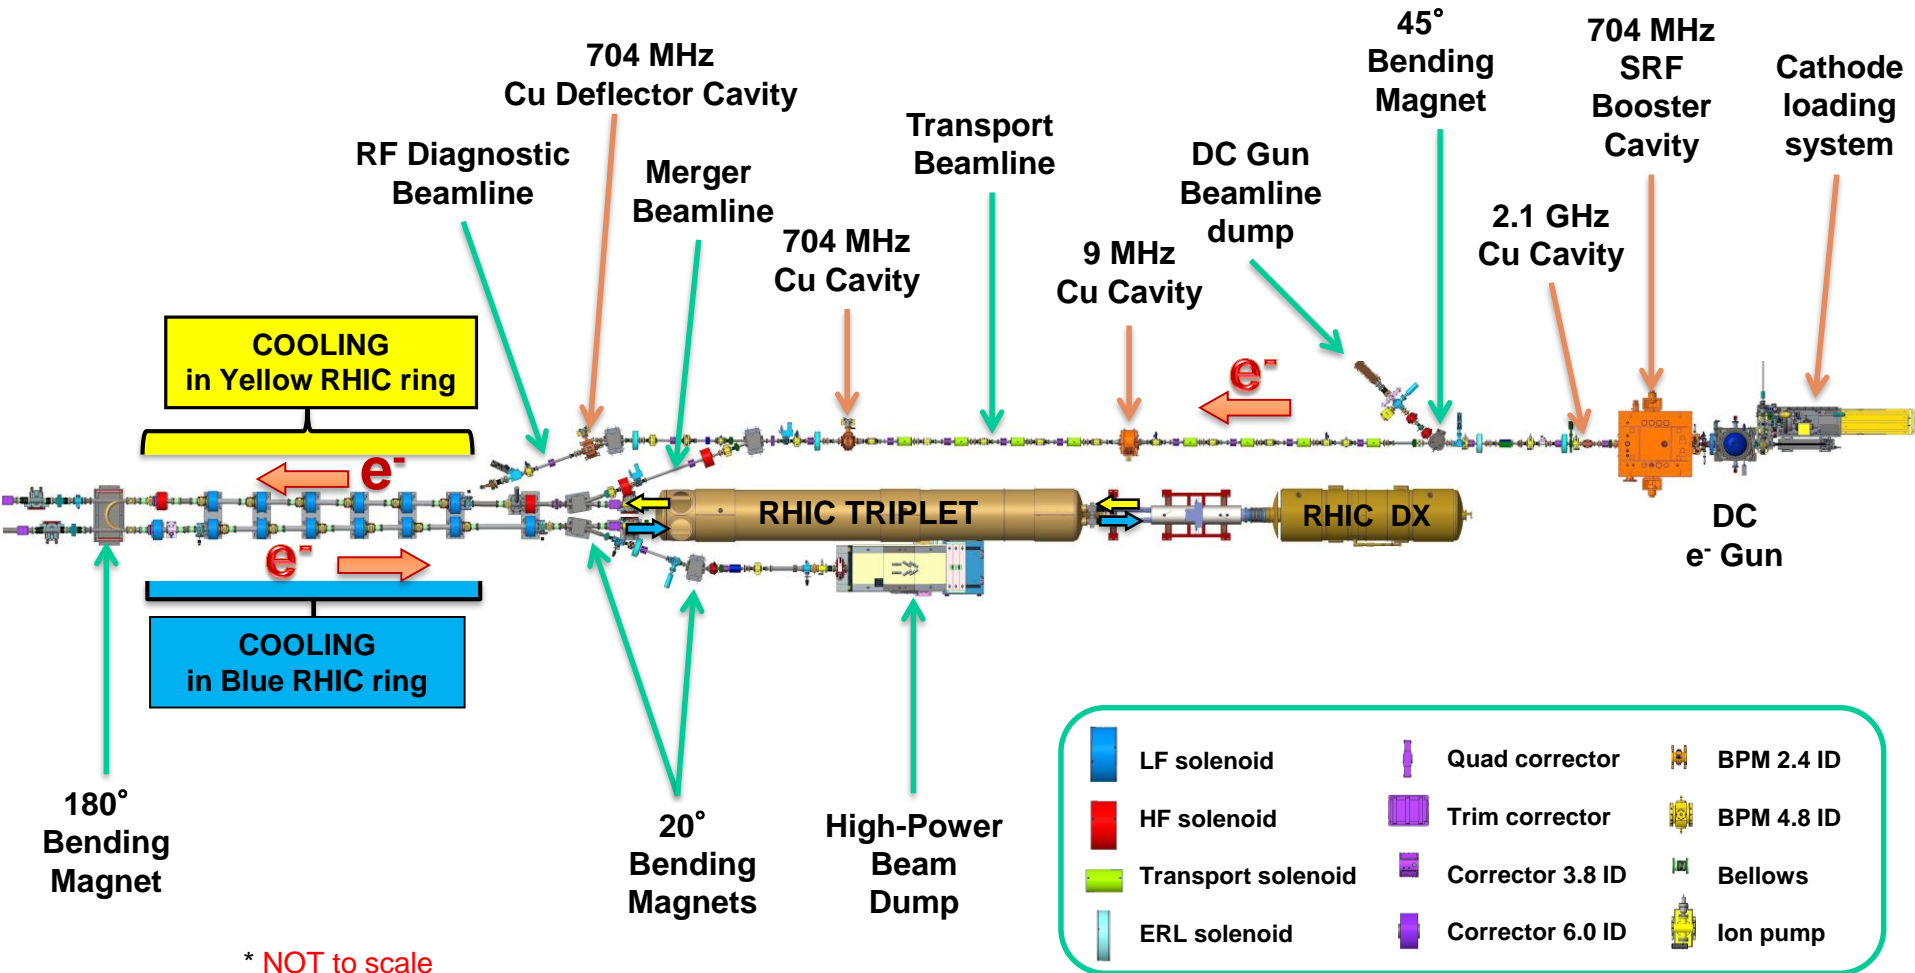 45°
Bending
Magnet
704 MHz
SRF
Booster
Cavity
Cathode
loading
system
704 MHz
Cu Deflector Cavity
Transport
Beamline
RF Diagnostic
Beamline
Merger
Beamline
DC Gun
Beamline
dump
2.1 GHz
Cu Cavity
704 MHz
Cu Cavity
9 MHz
Cu Cavity
COOLING
in Yellow RHIC ring
e-
e-
RHIC TRIPLET
RHIC DX
DC
e- Gun
e-
COOLING
in Blue RHIC ring
180°
Bending
Magnet
20°
Bending
Magnets
High-Power
Beam
Dump
LF solenoid
HF solenoid
Transport solenoid
ERL solenoid
Quad corrector
Trim corrector
Corrector 3.8 ID
Corrector 6.0 ID
BPM 2.4 ID
BPM 4.8 ID
Bellows
Ion pump
* NOT to scale